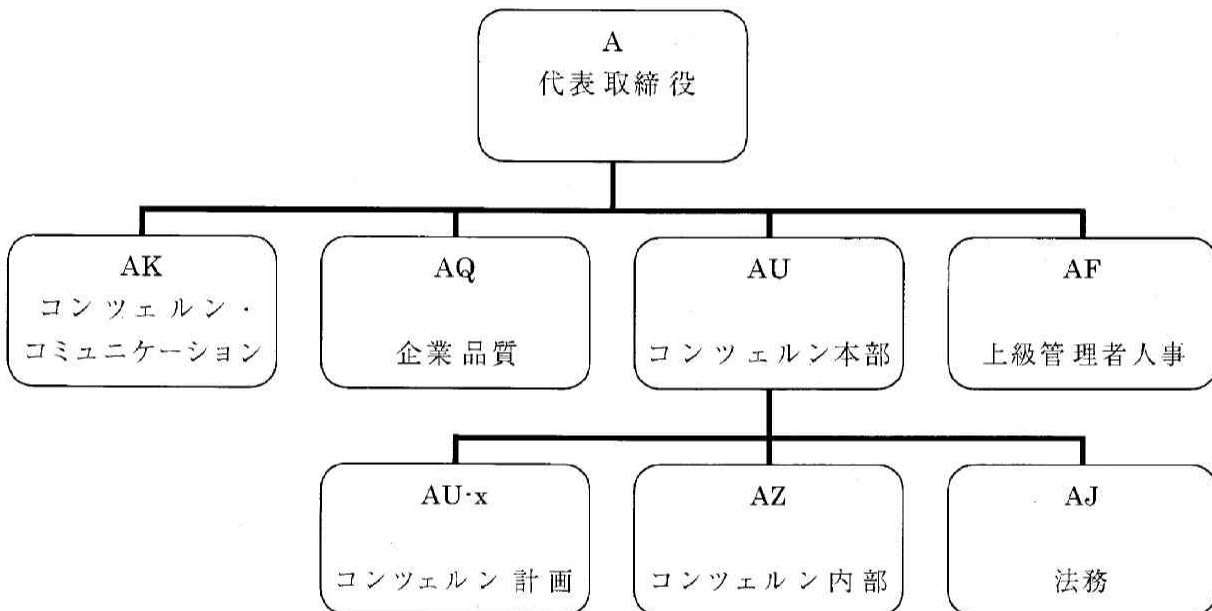 A
代表取締役
AK
コンツェルン・
コミュニケーション
AQ
企業品質
AU
コンツェルン本部
AF
上級管理者人事
AU-x
コンツェルン計画
AZ
コンツェルン内部
AJ
法務